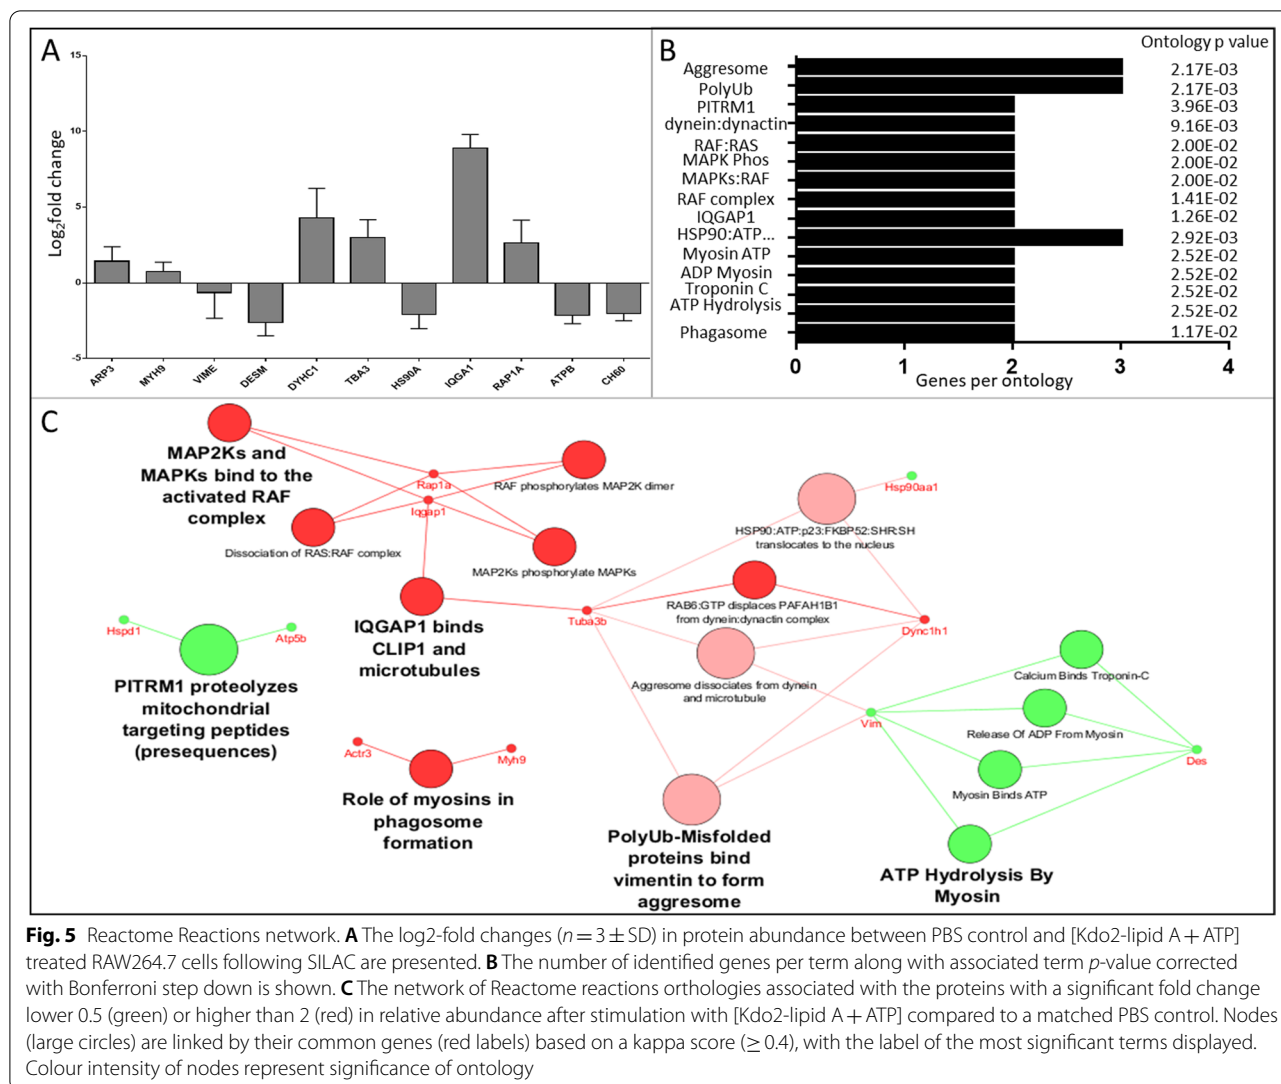 A
15
10
5
0
-5
Log2fold change
ARP3
MYH9
VIME
DESM
DYHC1
TBA3
HS90A
IQGA1
RAP1A
ATPB
CH60
B
Ontology p value
Aggresome 2.17E-03
PolyUb 2.17E-03
PITRM1 3.96E-03
dynein:dynactin 9.16E-03
RAF:RAS 2.00E-02
MAPK Phos 2.00E-02
MAPKs:RAF 2.00E-02
RAF complex 1.41E-02
IQGAP1 1.26E-02
HSP90:ATP... 2.92E-03
Myosin ATP 2.52E-02
ADP Myosin 2.52E-02
Troponin C 2.52E-02
ATP Hydrolysis 2.52E-02
Phagasome 1.17E-02
0 1 2 3 4
Genes per ontology
C
MAP2Ks and
MAPKs bind to the
activated RAF
complex
Rap1a
Iqgap1
RAF phosphorylates MAP2K dimer
Dissociation of RAS:RAF complex
MAP2Ks phosphorylate MAPKs
Hsp90aa1
HSP90:ATP:p23:FKBP52:SHR:SH
translocates to the nucleus
IQGAP1 binds
CLIP1 and
microtubules
Tuba3b
RAB6:GTP displaces PAFAH1B1
from dynein:dynactin complex
Dync1h1
Hspd1
Atp5b
PITRM1 proteolyzes
mitochondrial
targeting peptides
(presequences)
Aggresome dissociates from dynein
and microtubule
Calcium Binds Troponin-C
Vim
Release Of ADP From Myosin
Des
Myosin Binds ATP
Actr3
Myh9
Role of myosins in
phagosome
formation
PolyUb-Misfolded
proteins bind
vimentin to form
aggresome
ATP Hydrolysis By
Myosin
Fig. 5 Reactome Reactions network. A The log2-fold changes (n = 3 ± SD) in protein abundance between PBS control and [Kdo2-lipid A + ATP]
treated RAW264.7 cells following SILAC are presented. B The number of identified genes per term along with associated term p-value corrected
with Bonferroni step down is shown. C The network of Reactome reactions orthologies associated with the proteins with a significant fold change
lower 0.5 (green) or higher than 2 (red) in relative abundance after stimulation with [Kdo2-lipid A + ATP] compared to a matched PBS control. Nodes
(large circles) are linked by their common genes (red labels) based on a kappa score (≥ 0.4), with the label of the most significant terms displayed.
Colour intensity of nodes represent significance of ontology